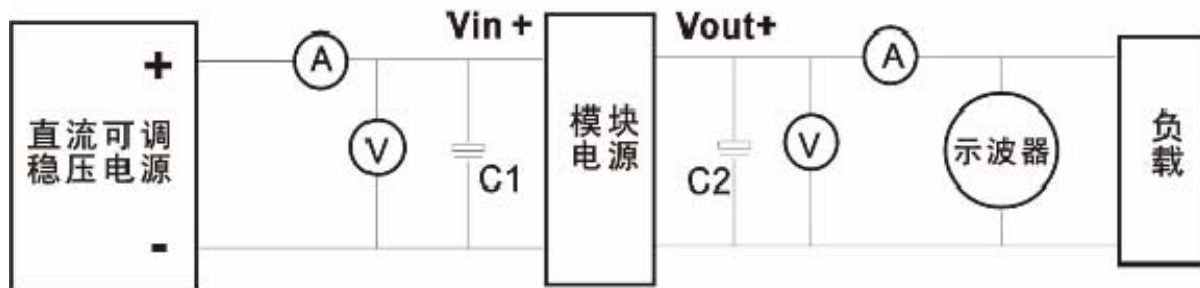 直流可调
稳压电源
+
-
A
V
C1
Vin +
模块
电源
Vout+
C2
V
A
示波器
负
载